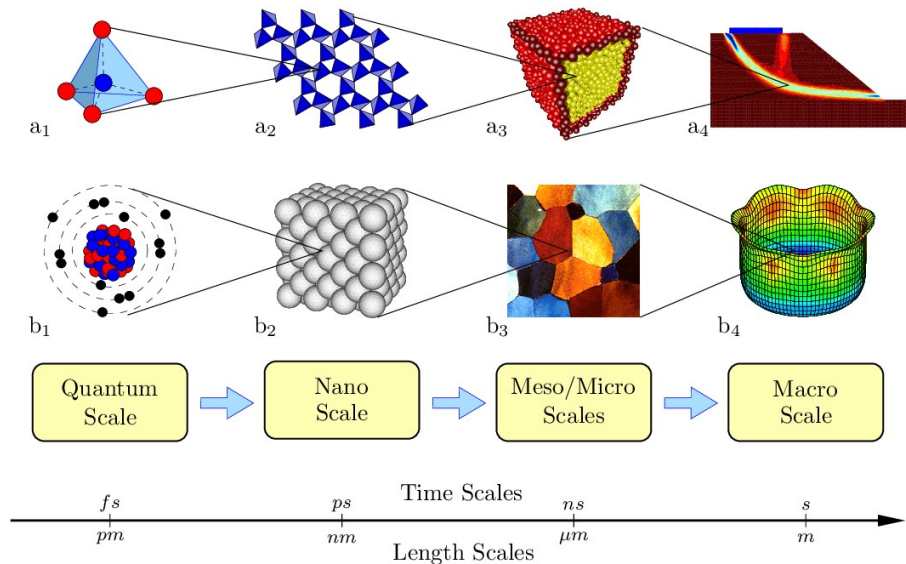 a₁
a₂
a₃
a₄
b₁
b₂
b₃
b₄
Quantum
Scale
Nano
Scale
Meso/Micro
Scales
Macro
Scale
Time Scales
fs
ps
ns
s
pm
nm
μm
m
Length Scales